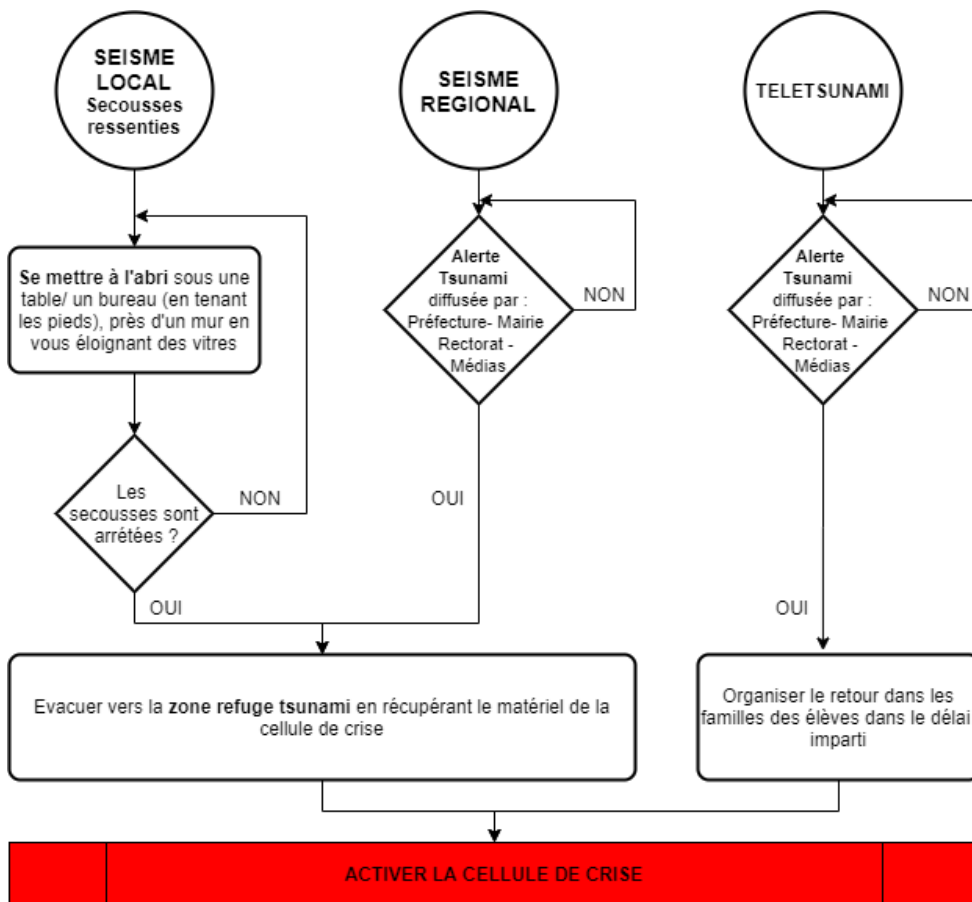 SEISME
LOCAL
Secousses
ressenties
SEISME
REGIONAL
TELETSUNAMI
Se mettre à l'abri sous une
table/ un bureau (en tenant
les pieds), près d'un mur en
vous éloignant des vitres
Alerte
Tsunami
diffusée par :
Préfecture- Mairie
Rectorat -
Médias
NON
Alerte
Tsunami
diffusée par :
Préfecture- Mairie
Rectorat -
Médias
NON
Les
secousses sont
arrétées ?
NON
OUI
OUI
OUI
Evacuer vers la zone refuge tsunami en récupérant le matériel de la
cellule de crise
Organiser le retour dans les
familles des élèves dans le délai
imparti
ACTIVER LA CELLULE DE CRISE